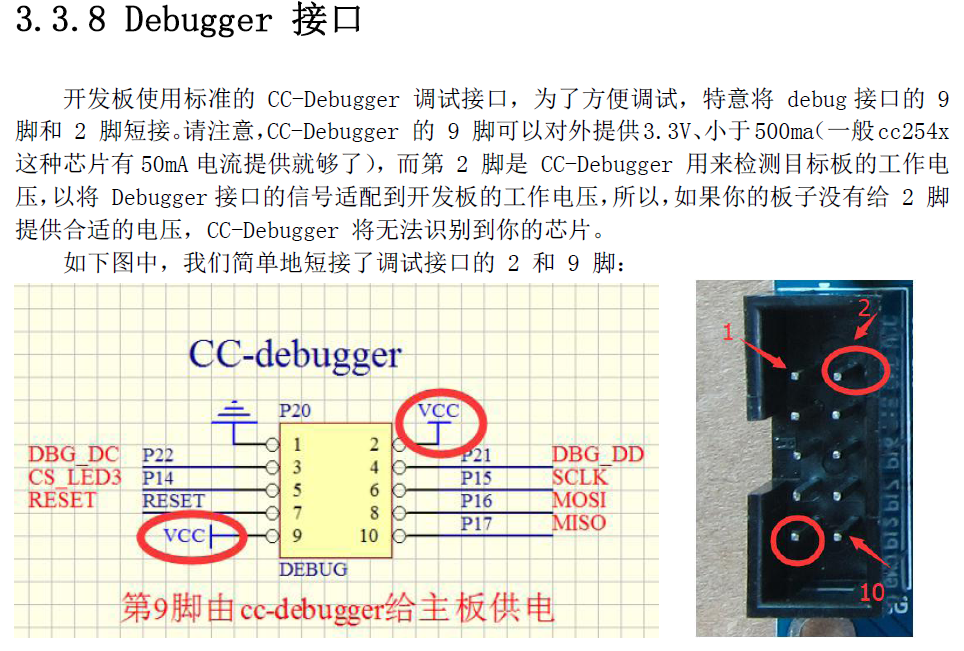 3.3.8 Debugger 接口
开发板使用标准的 CC-Debugger 调试接口，为了方便调试，特意将 debug 接口的 9
脚和 2 脚短接。请注意，CC-Debugger 的 9 脚可以对外提供3.3V、小于500ma（一般cc254x
这种芯片有 50mA 电流提供就够了），而第 2 脚是 CC-Debugger 用来检测目标板的工作电
压，以将 Debugger 接口的信号适配到开发板的工作电压，所以，如果你的板子没有给 2 脚
提供合适的电压，CC-Debugger 将无法识别到你的芯片。
如下图中，我们简单地短接了调试接口的 2 和 9 脚：
CC-debugger
P20 VCC
1 2
DBG_DC P22 3 4 P21 DBG_DD
CS_LED3 P14 5 6 P15 SCLK
RESET RESET 7 8 P16 MOSI
VCC 9 10 P17 MISO
DEBUG
第9脚由cc-debugger给主板供电
1 2
10